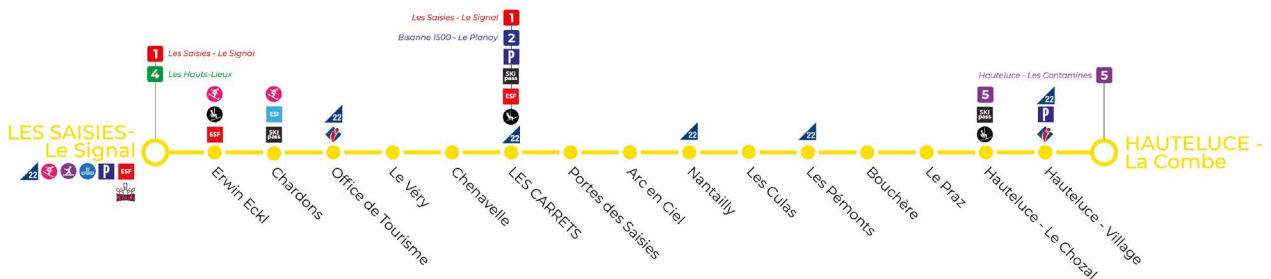 1 Les Saisies - Le Signal
4 Les Hauts-Lieux
Les Saisies - Le Signal 1
Bisanne 1500 - Le Planay 2
P
SKI
pass
ESF
22
Hauteluce - Les Contamines 5
ESF
ESI
SKI
pass
22
22
22
5
SKI
pass
22
P
LES SAISIES-
Le Signal
22 P ESF
Erwin Eckl
Chardons
Office de Tourisme
Le Véry
Chenavelle
LES CARRETS
Portes des Saisies
Arc en Ciel
Nantailly
Les Culas
Les Pémonts
Bouchère
Le Praz
Hauteluce - Le Chozal
Hauteluce - Village
HAUTELUCE -
La Combe